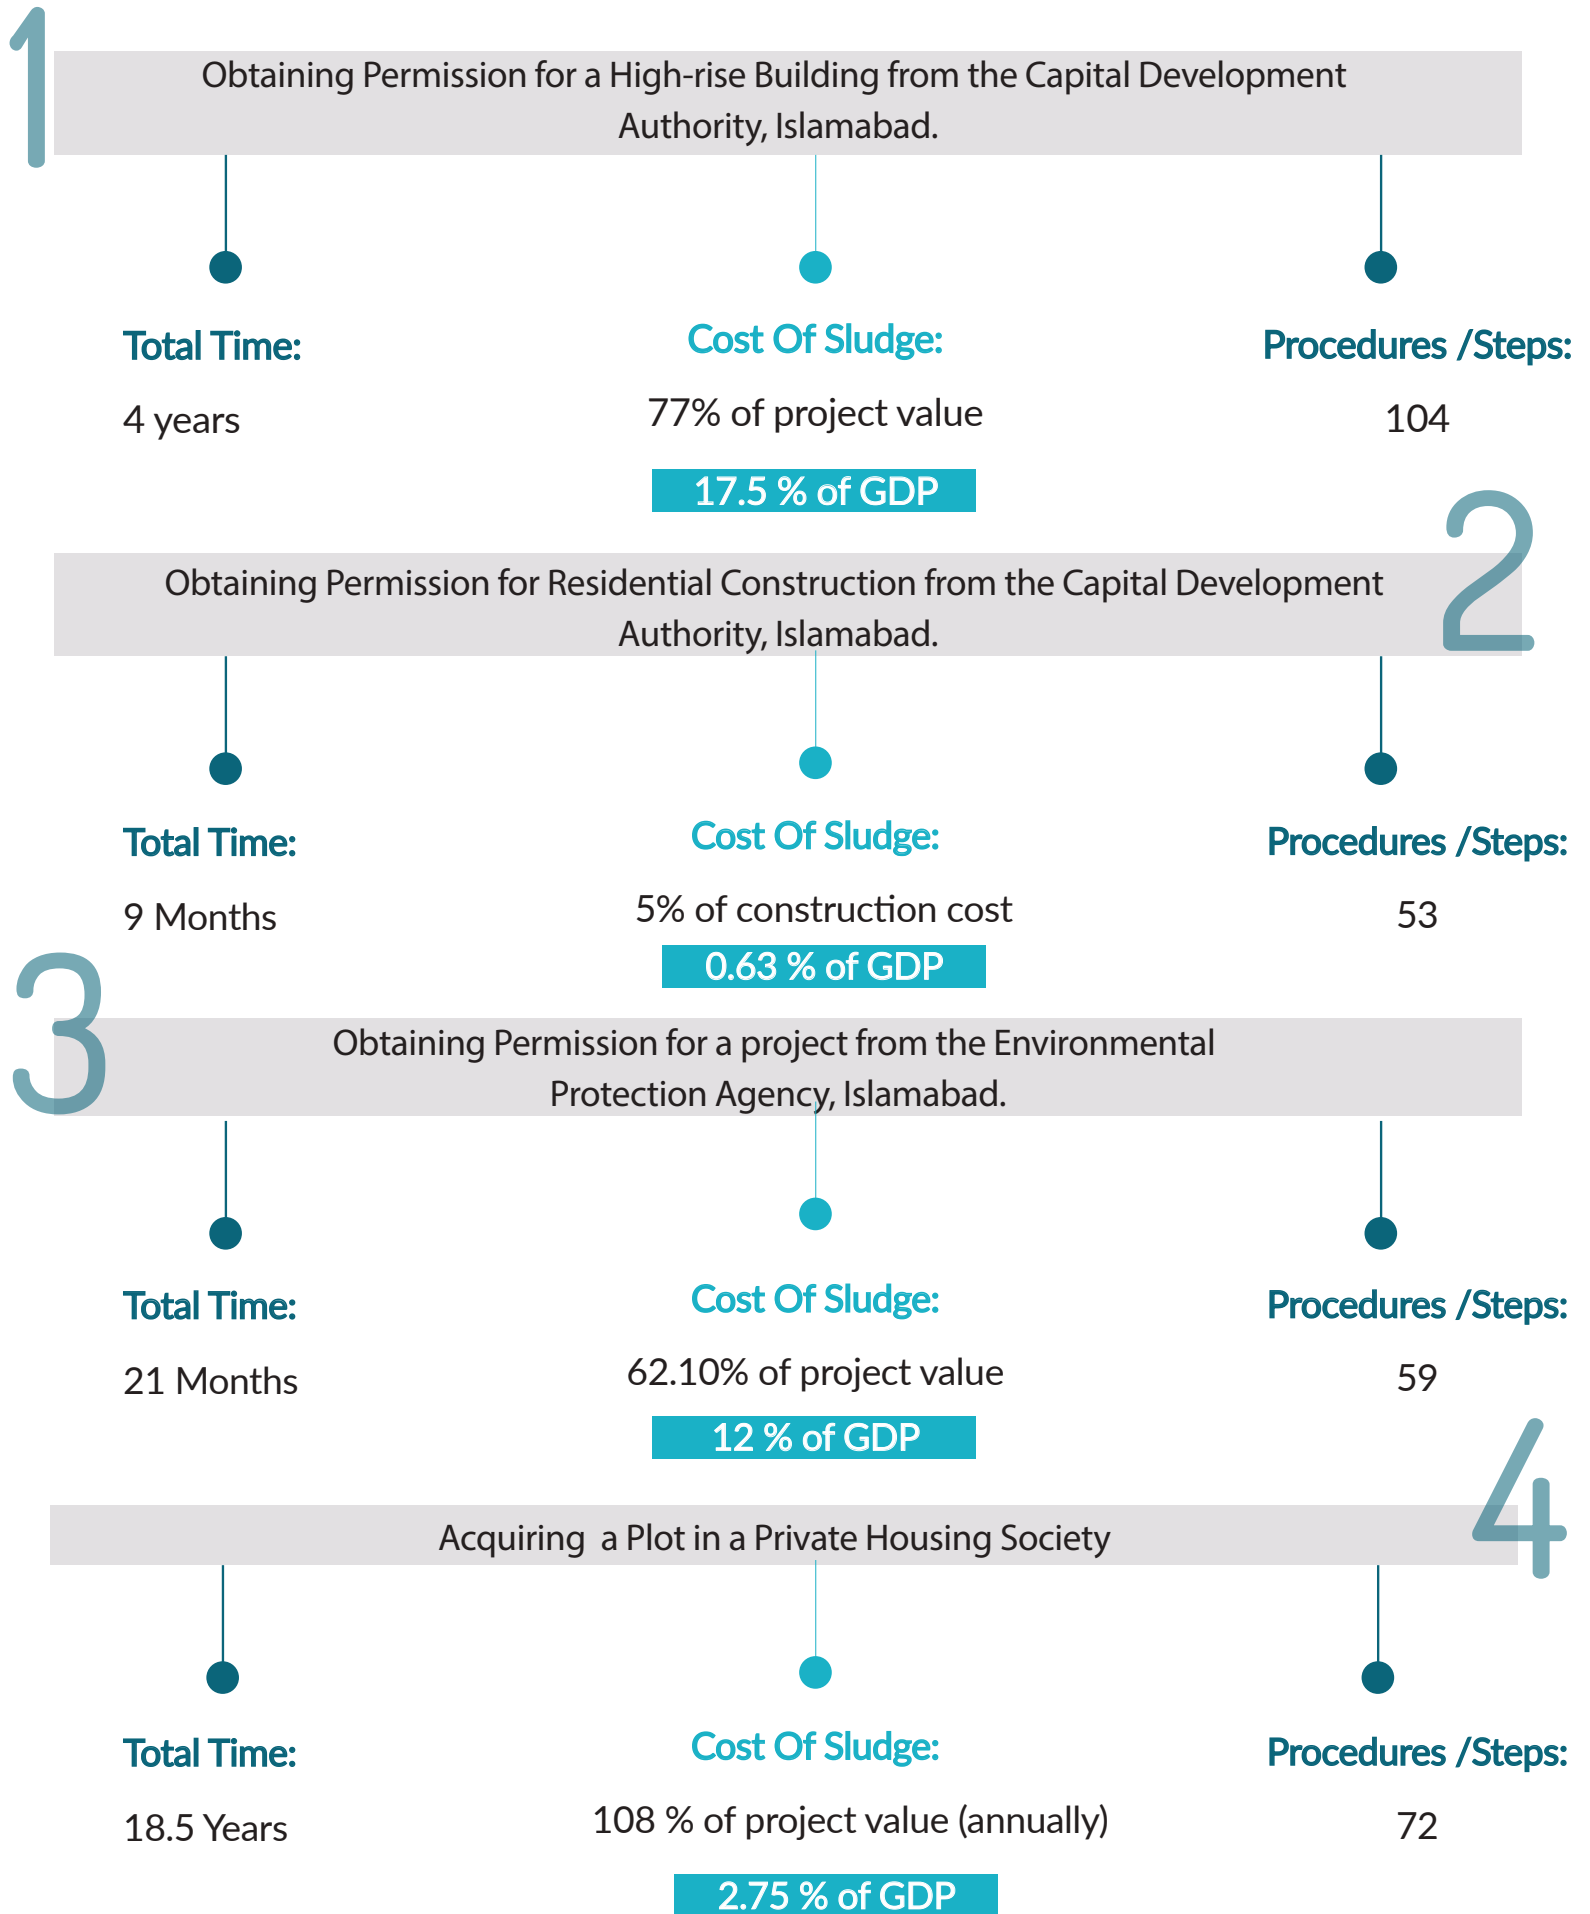 1
Obtaining Permission for a High-rise Building from the Capital Development
Authority, Islamabad.
Total Time:
4 years
Cost Of Sludge:
77% of project value
17.5 % of GDP
Procedures /Steps:
104
2
Obtaining Permission for Residential Construction from the Capital Development
Authority, Islamabad.
Total Time:
9 Months
Cost Of Sludge:
5% of construction cost
0.63 % of GDP
Procedures /Steps:
53
3
Obtaining Permission for a project from the Environmental
Protection Agency, Islamabad.
Total Time:
21 Months
Cost Of Sludge:
62.10% of project value
12 % of GDP
Procedures /Steps:
59
4
Acquiring  a Plot in a Private Housing Society
Total Time:
18.5 Years
Cost Of Sludge:
108 % of project value (annually)
2.75 % of GDP
Procedures /Steps:
72